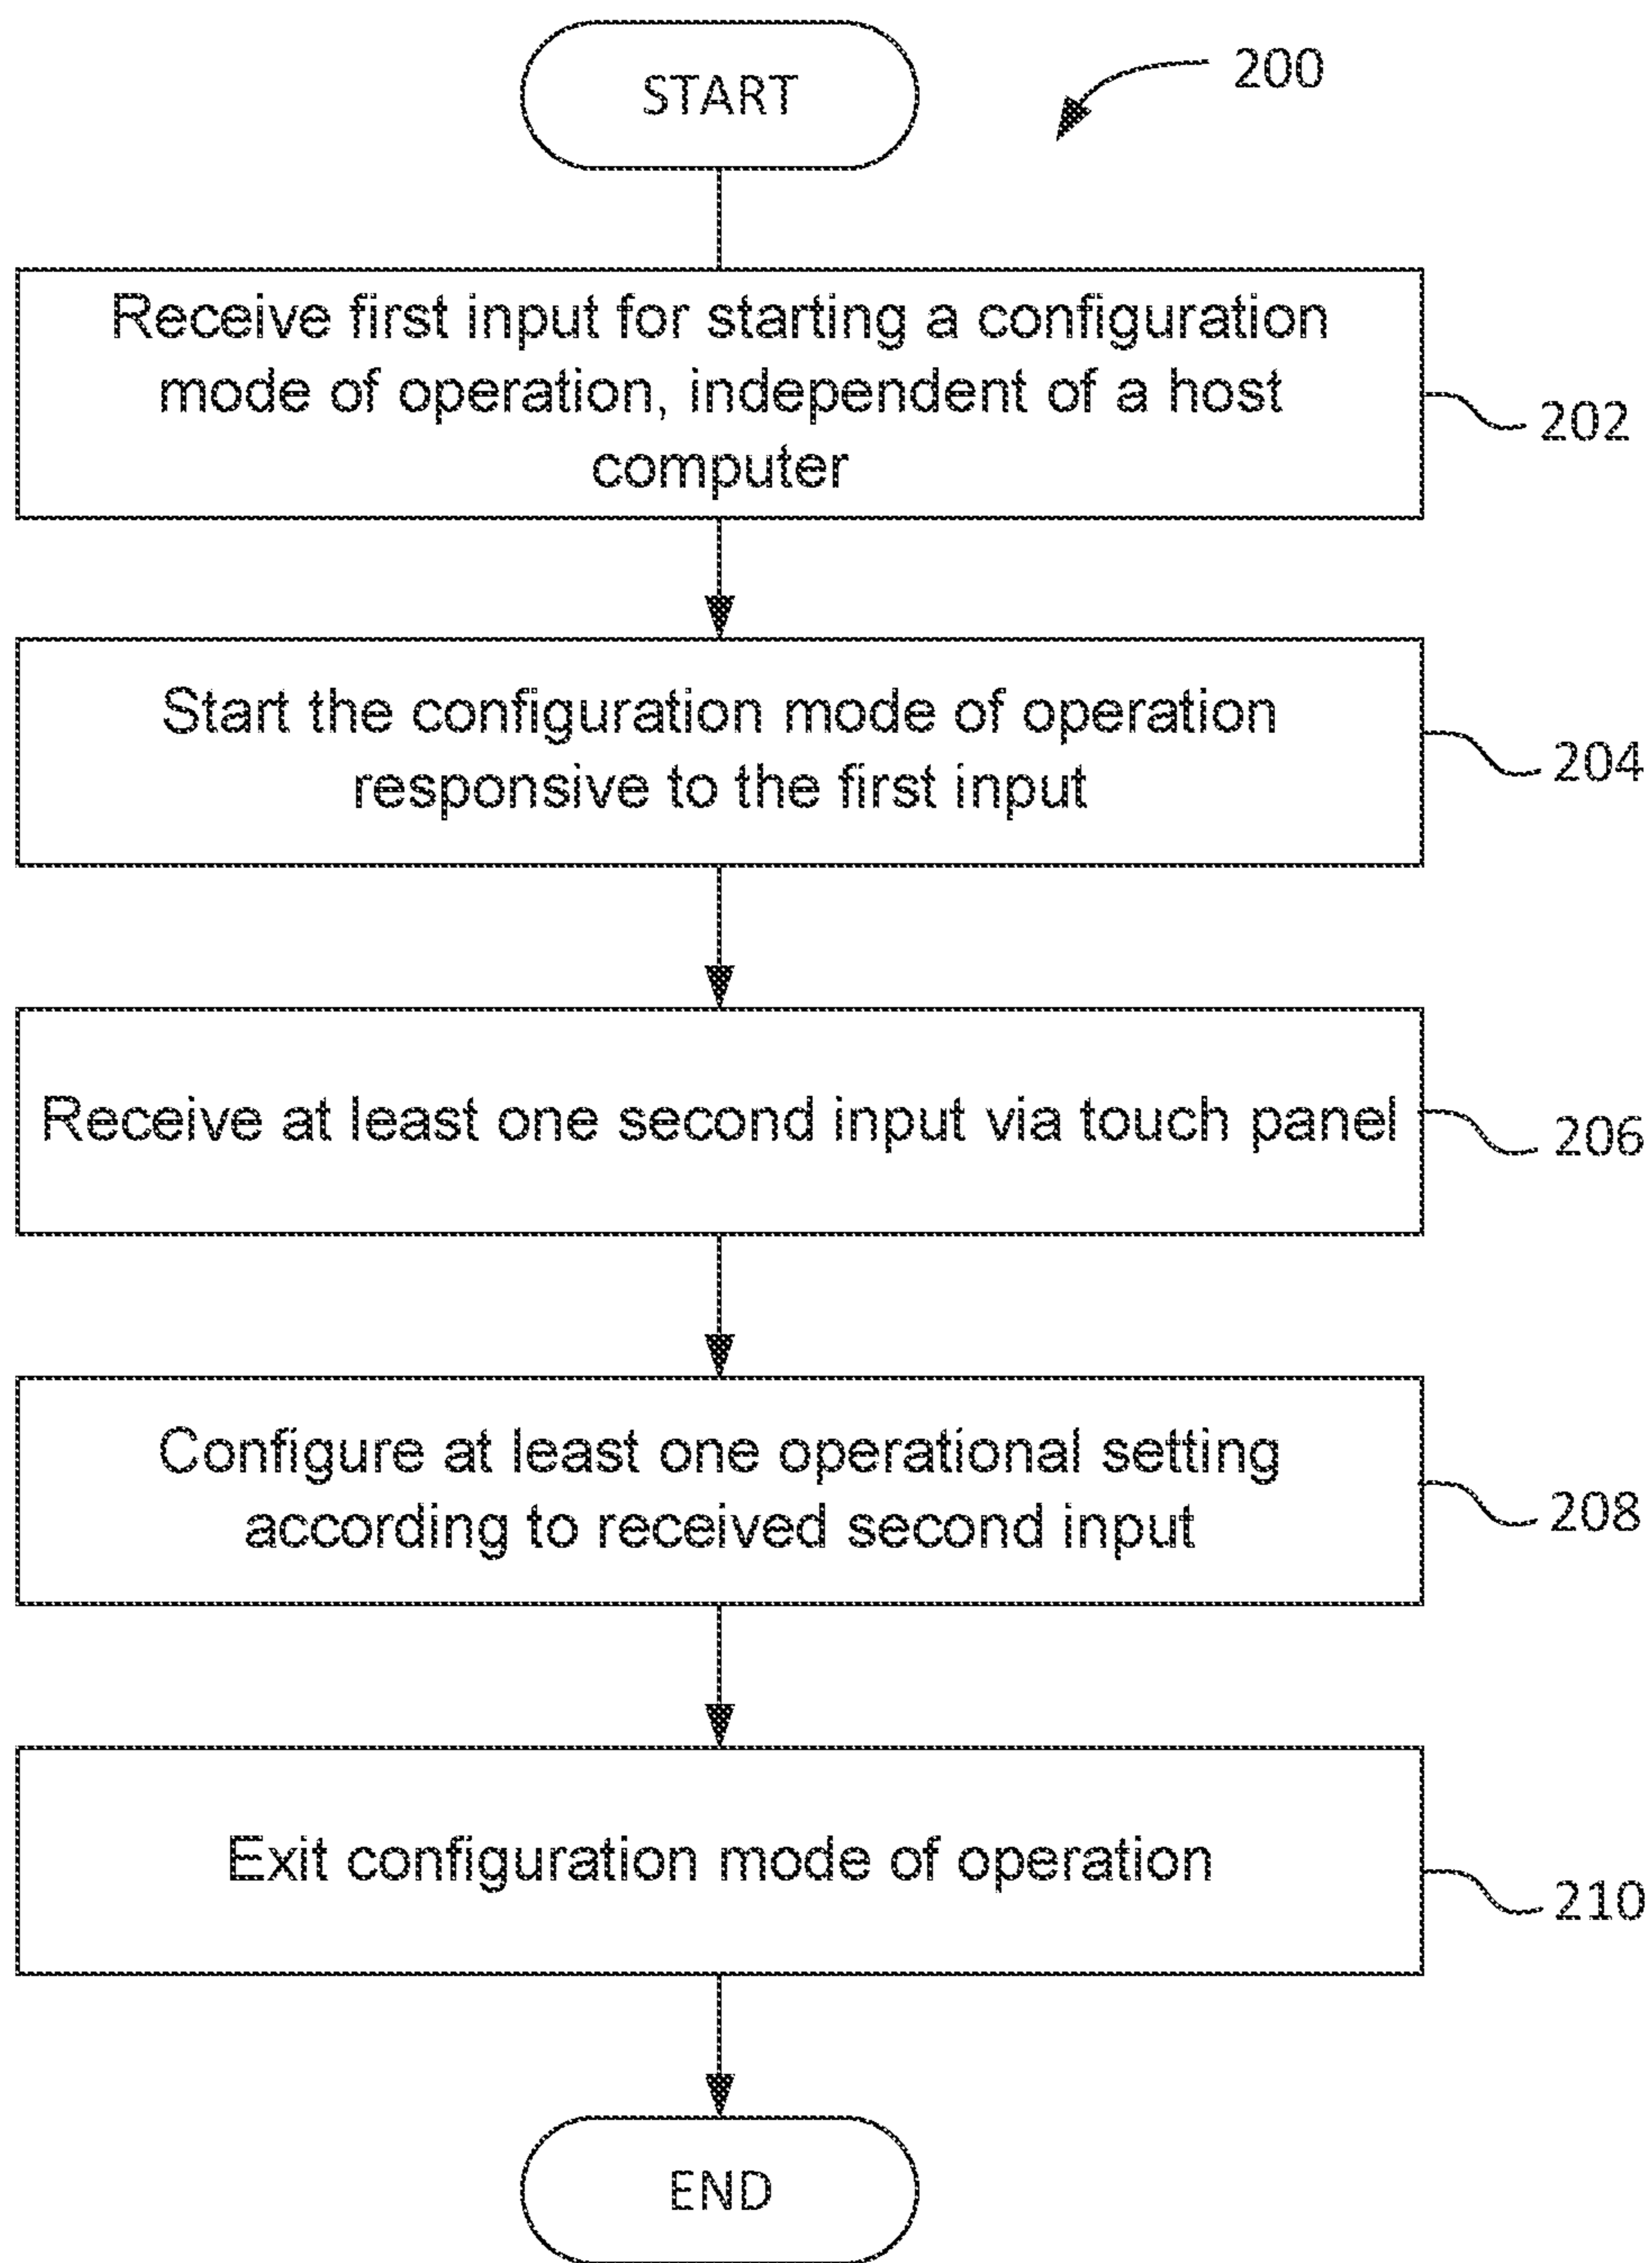 START
200
Receive first input for starting a configuration
mode of operation, independent of a host
computer
202
Start the configuration mode of operation
responsive to the first input
204
Receive at least one second input via touch panel
206
Configure at least one operational setting
according to received second input
208
Exit configuration mode of operation
210
END